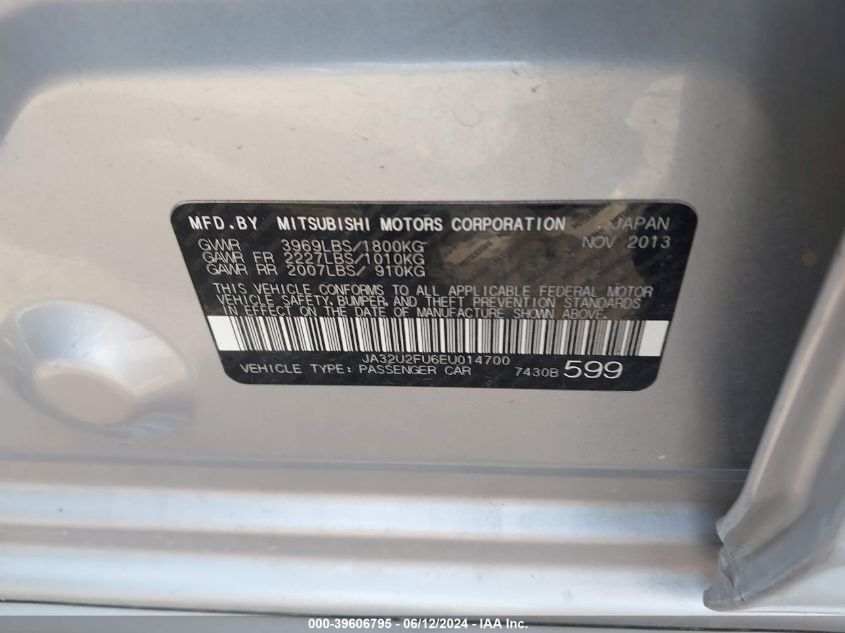 MFD.BY MITSUBISHI MOTORS CORPORATION JAPAN
GVWR 3969LBS/1800KG NOV 2013
GAWR FR 2227LBS/1010KG
GAWR RR 2007LBS/ 910KG
THIS VEHICLE CONFORMS TO ALL APPLICABLE FEDERAL MOTOR
VEHICLE SAFETY, BUMPER, AND THEFT PREVENTION STANDARDS
IN EFFECT ON THE DATE OF MANUFACTURE SHOWN ABOVE.
JA32U2FU6EU014700
VEHICLE TYPE: PASSENGER CAR 7430B 599
000-39606795 - 06/12/2024 - IAA Inc.